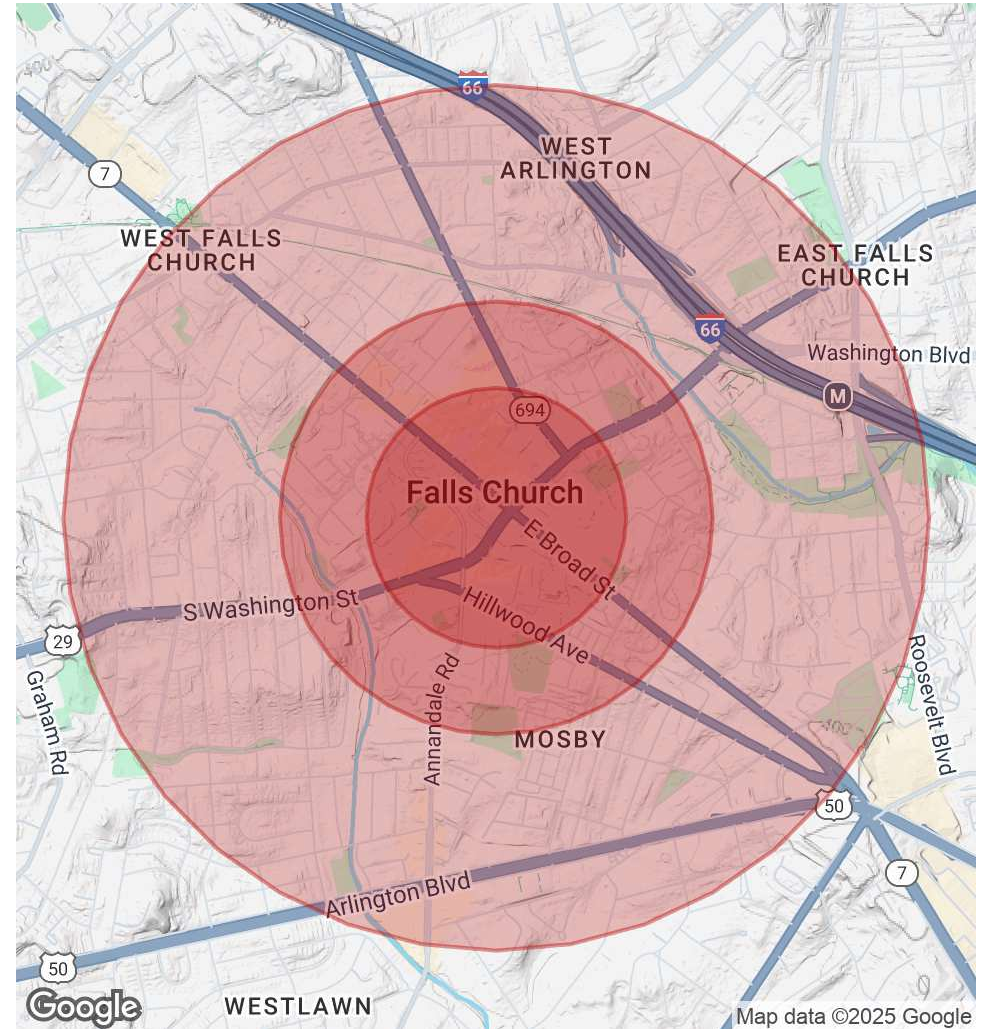 400
66
WEST
ARLINGTON
7
WEST FALLS
CHURCH
EAST FALLS
CHURCH
66
Washington Blvd
M
694
Falls Church
E Broad St
S Washington St
Hillwood Ave
29
Graham Rd
Annandale Rd
Roosevelt Blvd
400
MOSBY
50
7
Arlington Blvd
50
WESTLAWN
Google
Map data ©2025 Google